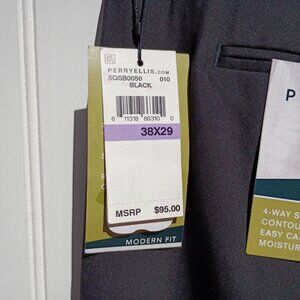 PERRYELLIS.COM
5QSB0050 010
BLACK
6 11318 66310 0
38X29
MSRP $95.00
MODERN FIT
P
4-WAY S
CONTOU
EASY CA
MOISTUR